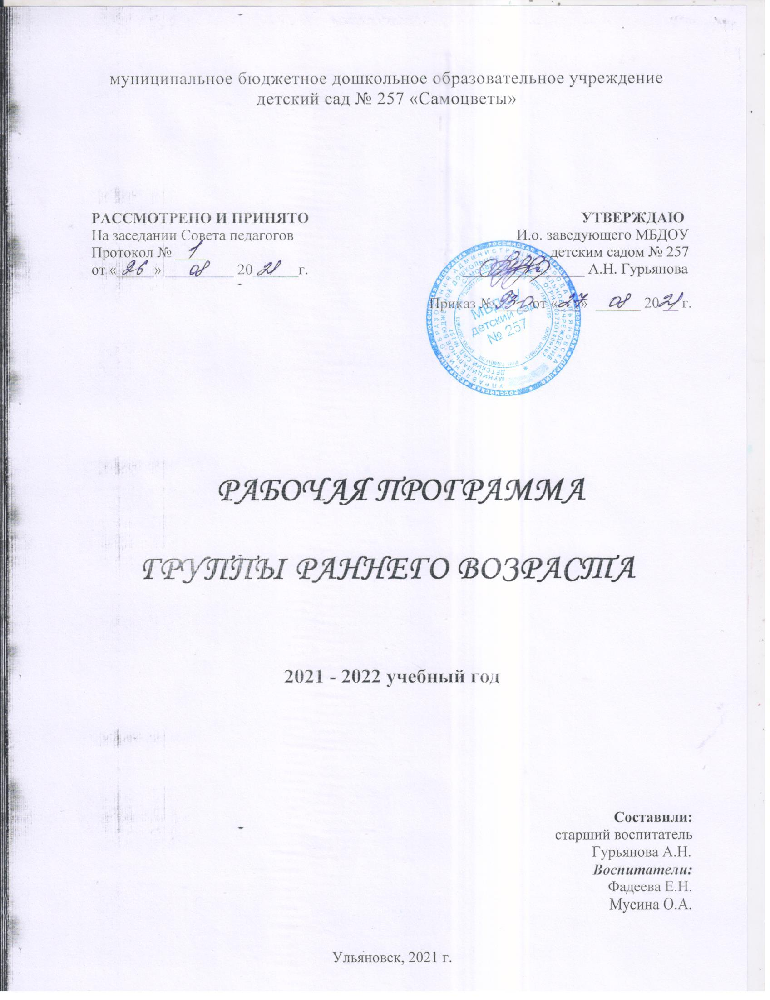 муниципальное бюджетное дошкольное образовательное учреждение
детский сад № 257 «Самоцветы»
РАССМОТРЕНО И ПРИНЯТО
На заседании Совета педагогов
Протокол № 1
от «26» 08 2021 г.
УТВЕРЖДАЮ
И.о. заведующего МБДОУ
детским садом № 257
А.Н. Гурьянова
Приказ № 93-О от «27» 08 2021 г.
МБДОУ
детский сад
№ 257
РАБОЧАЯ ПРОГРАММА
ГРУППЫ РАННЕГО ВОЗРАСТА
2021 - 2022 учебный год
Составили:
старший воспитатель
Гурьянова А.Н.
Воспитатели:
Фадеева Е.Н.
Мусина О.А.
Ульяновск, 2021 г.